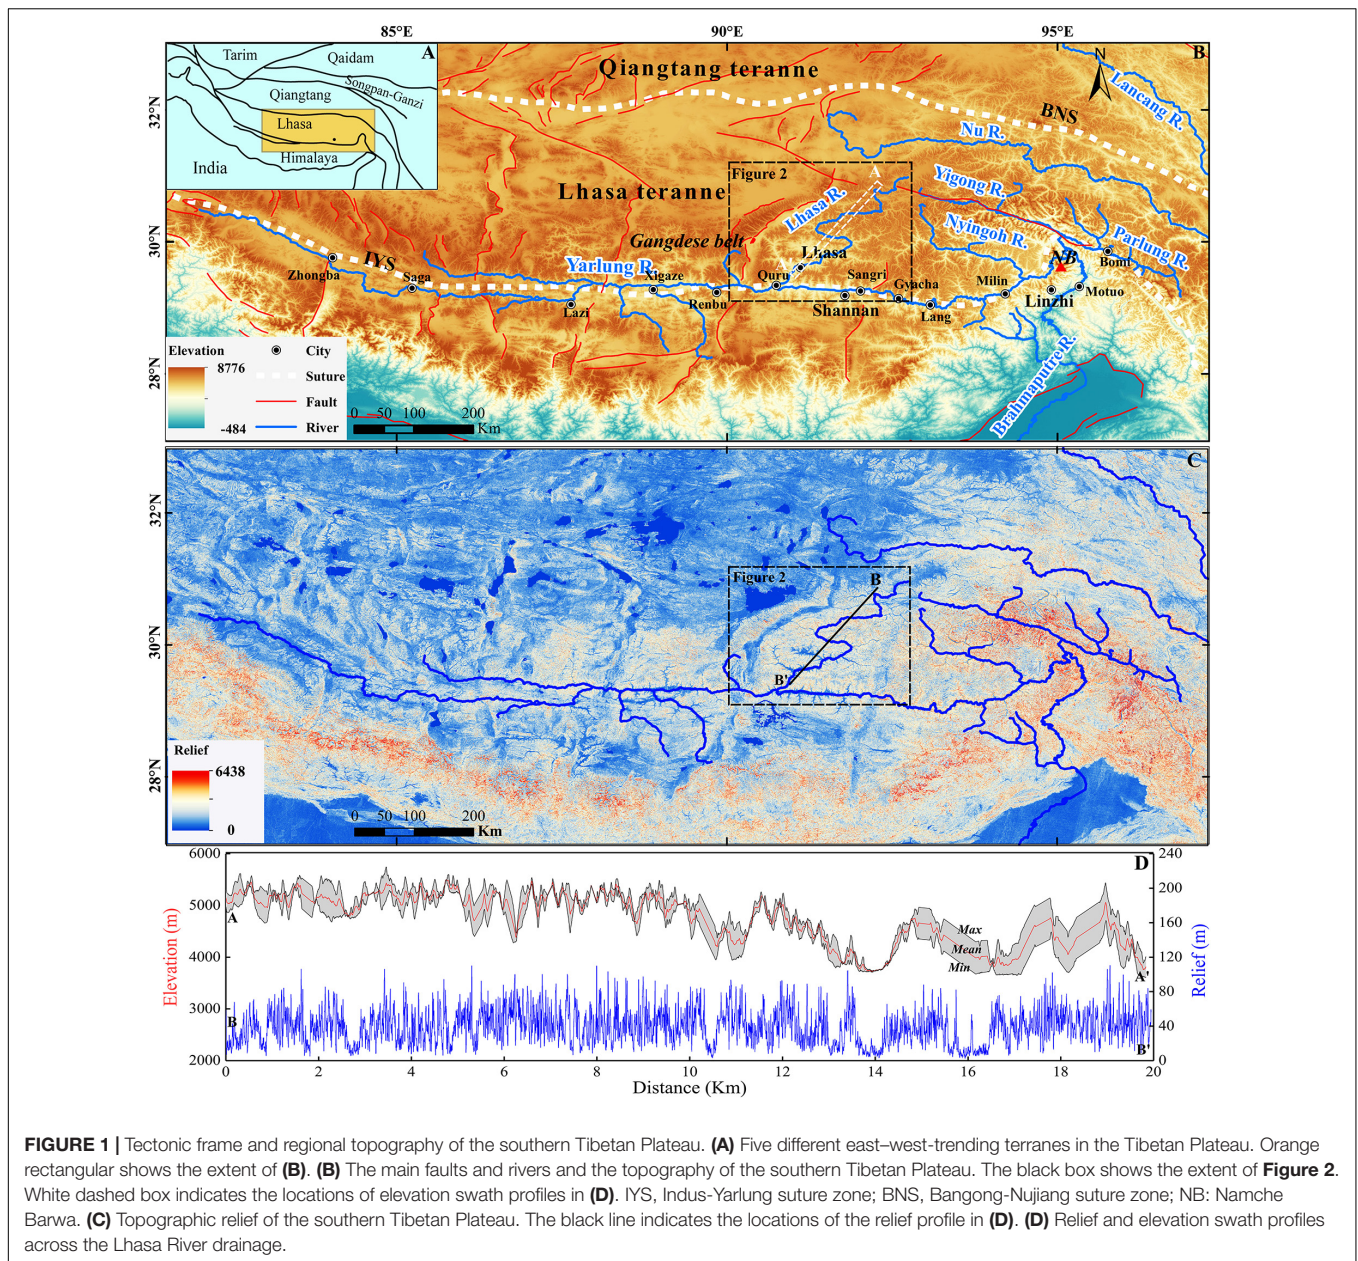 85°E 90°E 95°E
A
Tarim
Qaidam
Songpan-Ganzi
Qiangtang
Lhasa
Himalaya
India
B
N
Qiangtang teranne
BNS
Lancang R.
Nu R.
32°N
Figure 2
A
Lhasa teranne
Lhasa R.
Yigong R.
Nyingoh R.
Parlung R.
30°N
Gangdese belt
Lhasa
NB
Bomi
IYS
Zhongba
Saga
Yarlung R.
Xigaze
Quru
Sangri
Gyacha
Milin
Linzhi
Motuo
Lazi
Renbu
Shannan
Lang
28°N
Brahmaputre R.
Elevation
8776
-484
City
Suture
Fault
River
0 50 100 200
Km
C
32°N
Figure 2
B
30°N
B'
28°N
Relief
6438
0
0 50 100 200
Km
D
6000
5000
4000
3000
2000
Elevation (m)
A
B
Max
Mean
Min
A'
B'
240
200
160
120
80
40
0
Relief (m)
0 2 4 6 8 10 12 14 16 18 20
Distance (Km)
FIGURE 1 | Tectonic frame and regional topography of the southern Tibetan Plateau. (A) Five different east–west-trending terranes in the Tibetan Plateau. Orange
rectangular shows the extent of (B). (B) The main faults and rivers and the topography of the southern Tibetan Plateau. The black box shows the extent of Figure 2.
White dashed box indicates the locations of elevation swath profiles in (D). IYS, Indus-Yarlung suture zone; BNS, Bangong-Nujiang suture zone; NB: Namche
Barwa. (C) Topographic relief of the southern Tibetan Plateau. The black line indicates the locations of the relief profile in (D). (D) Relief and elevation swath profiles
across the Lhasa River drainage.